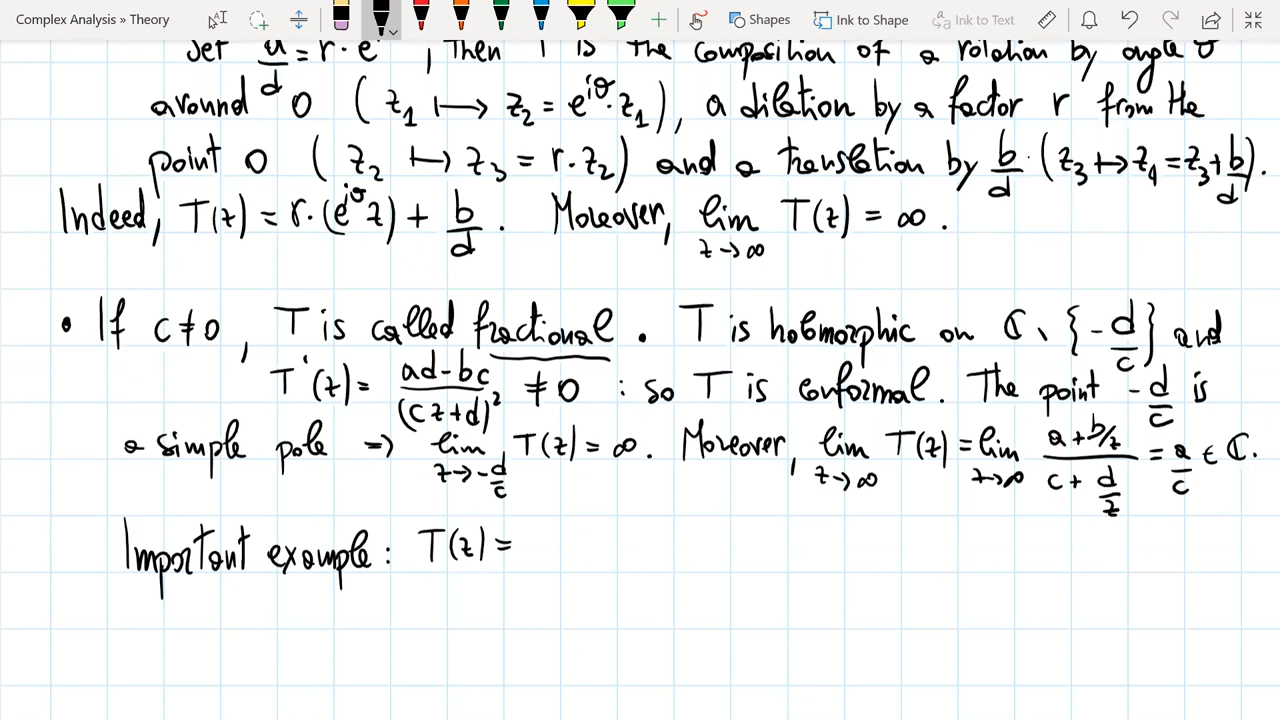 Complex Analysis » Theory
Shapes
Ink to Shape
Ink to Text
Set a/d = r · e , Then T is the composition of a rotation by angle θ
around 0 ( z₁ ↦ z₂ = e^{iθ} · z₁ ), a dilation by a factor r from the
point 0 ( z₂ ↦ z₃ = r · z₂ ) and a translation by b/d · ( z₃ ↦ z₄ = z₃ + b/d ).
Indeed, T(z) = r · (e^{iθ} z) + b/d . Moreover, lim_{z→∞} T(z) = ∞ .
• If c ≠ 0 , T is called fractional . T is holomorphic on ℂ \ { -d/c } and
T'(z) = (ad - bc)/(cz + d)² ≠ 0 : so T is conformal . The point -d/c is
a simple pole ⇒ lim_{z→-d/c} T(z) = ∞ . Moreover, lim_{z→∞} T(z) = lim_{z→∞} (a + b/z)/(c + d/z) = a/c ∈ ℂ.
Important example : T(z) =